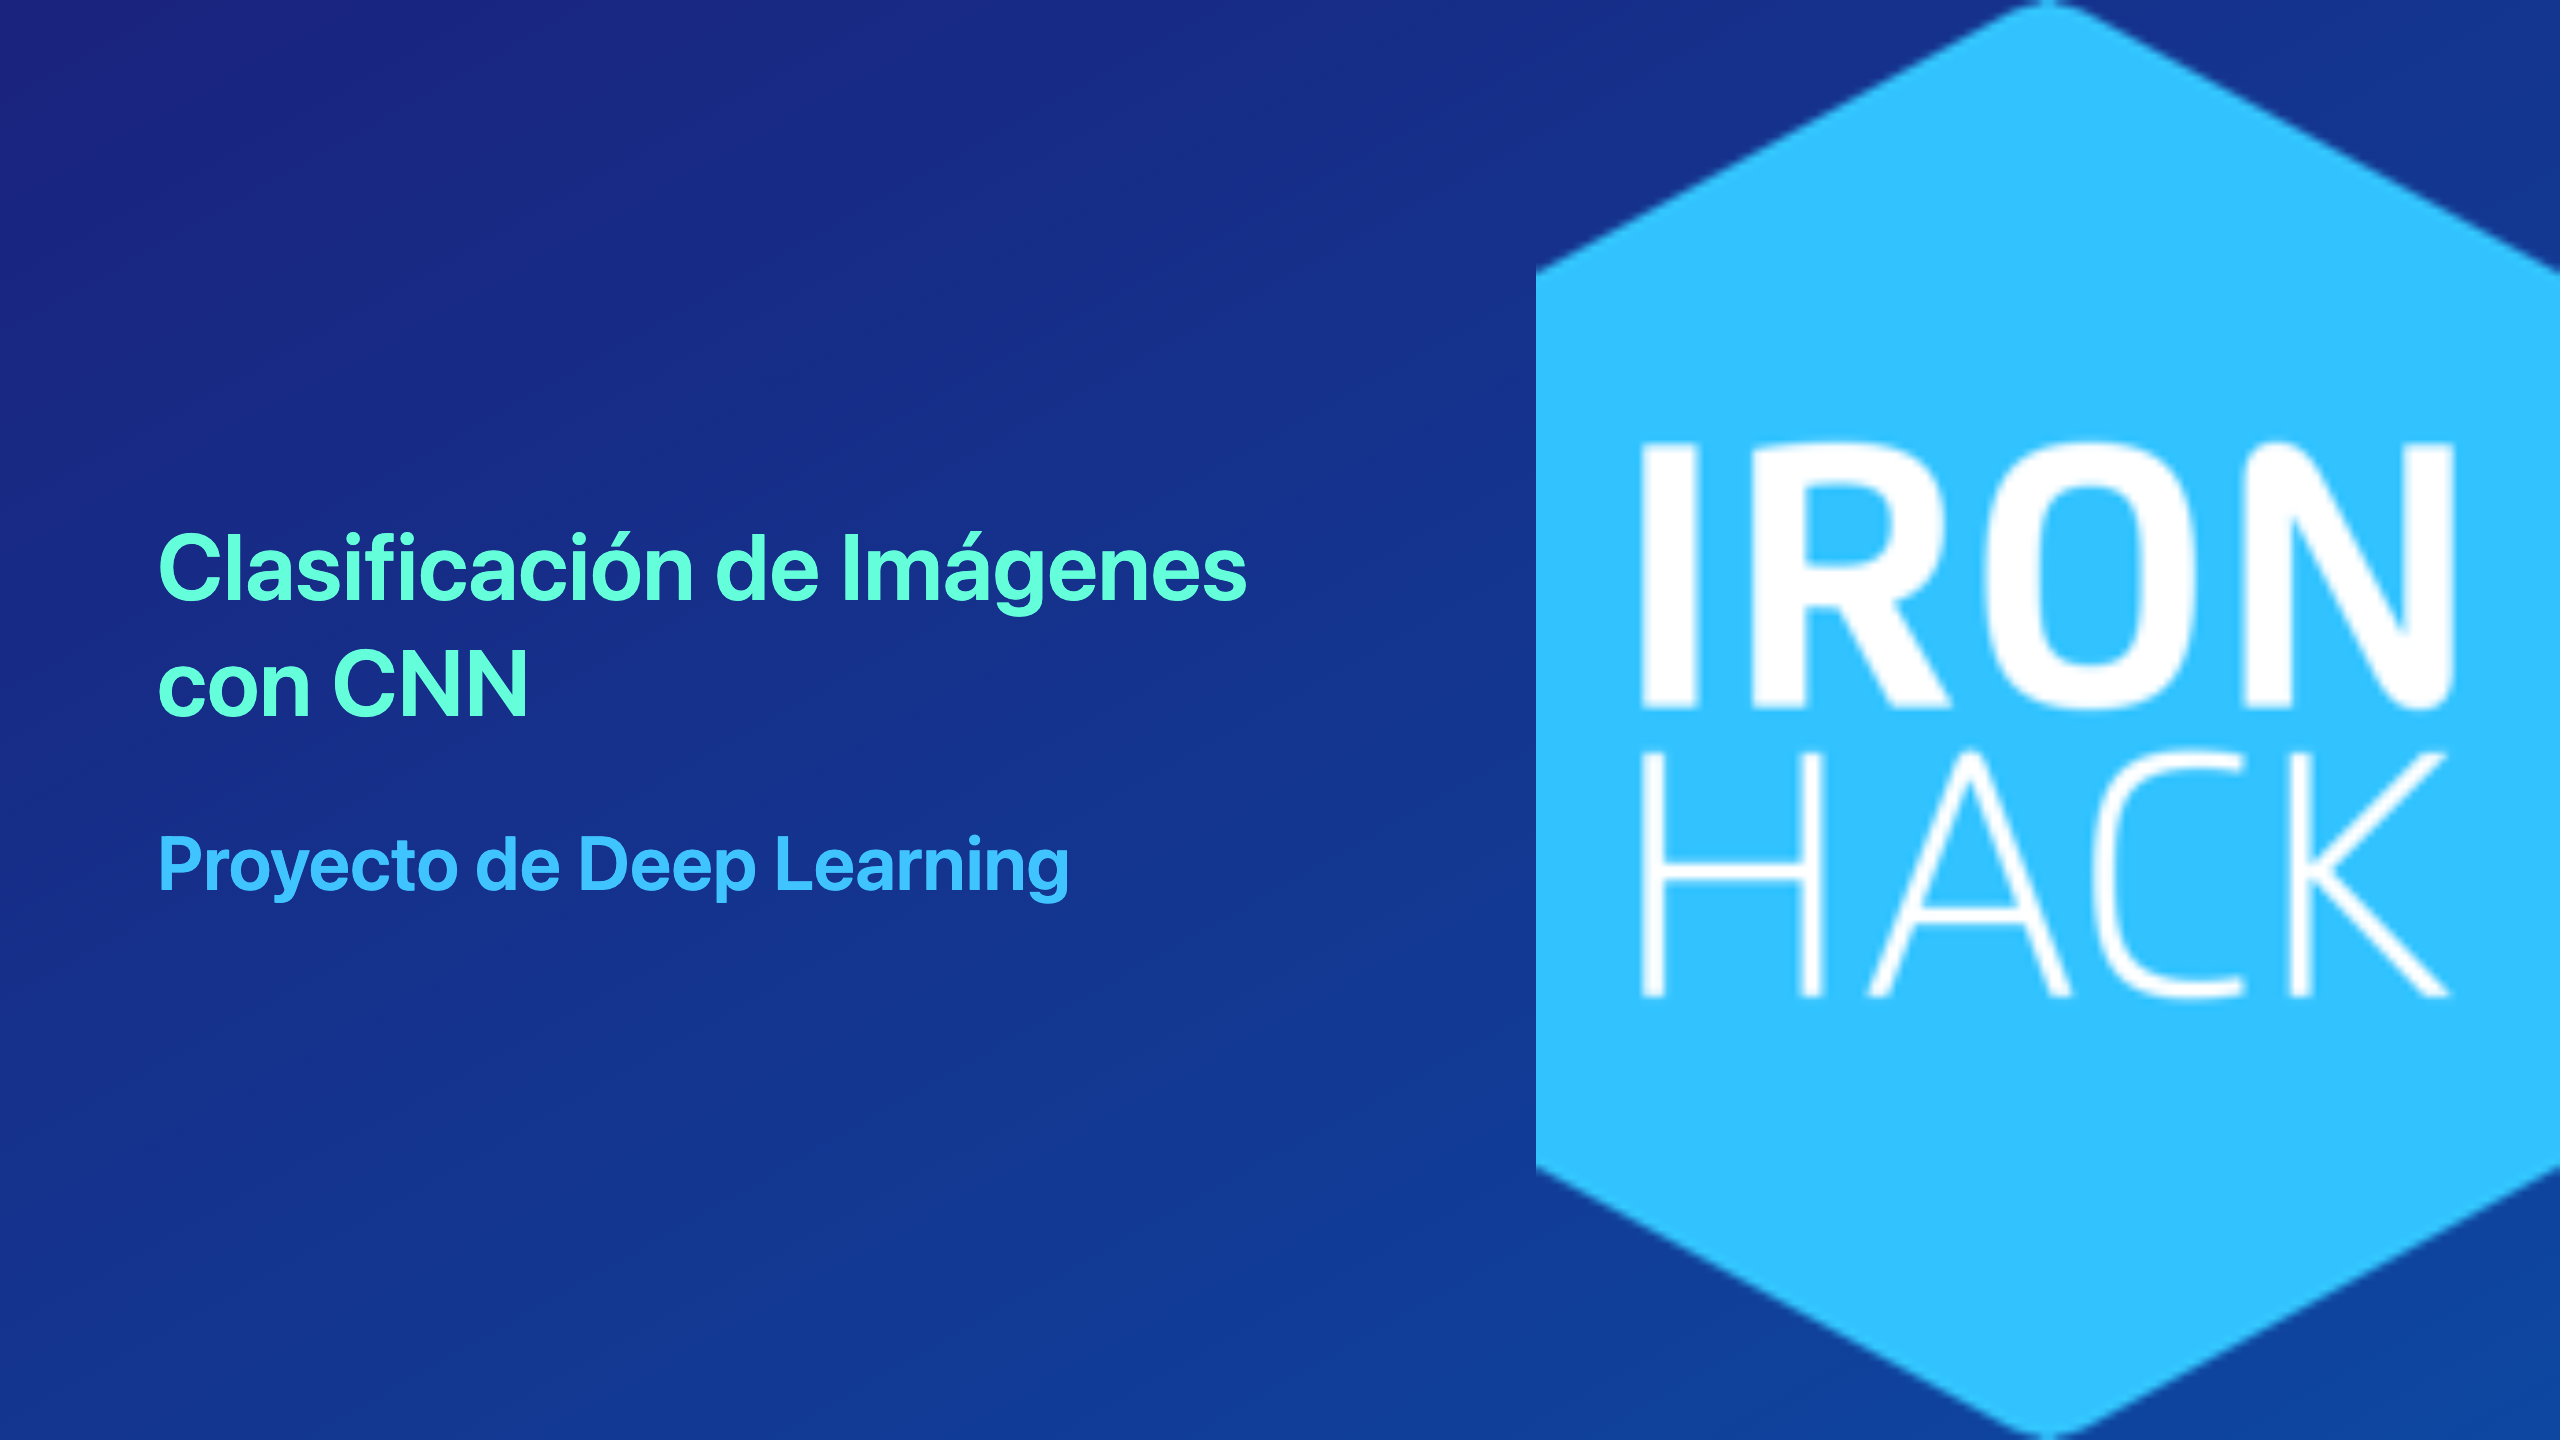 Clasificación de Imágenes
con CNN
Proyecto de Deep Learning
IRON
HACK